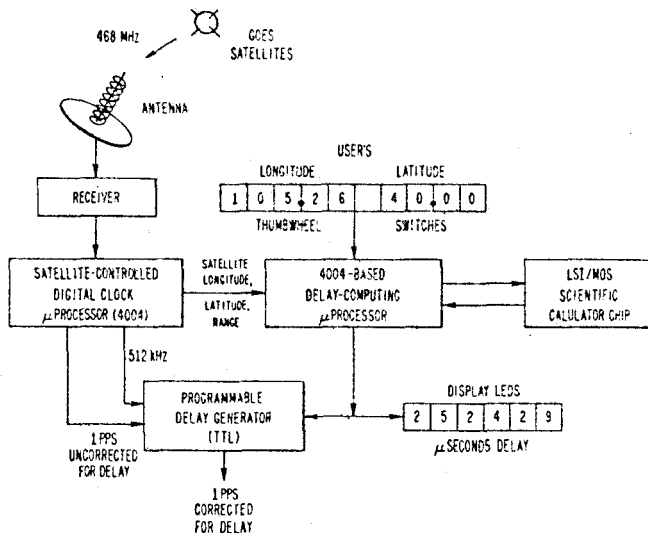 468 MHz
GOES
SATELLITES
ANTENNA
USER'S
LONGITUDE LATITUDE
1 0 5.2 6 4 0.0 0
THUMBWHEEL SWITCHES
RECEIVER
SATELLITE-CONTROLLED
DIGITAL CLOCK
μPROCESSOR (4004)
SATELLITE
LONGITUDE,
LATITUDE,
RANGE
4004-BASED
DELAY-COMPUTING
μPROCESSOR
LSI/MOS
SCIENTIFIC
CALULATOR CHIP
512 kHz
PROGRAMMABLE
DELAY GENERATOR
(TTL)
DISPLAY LEDS
2 5 2 4 2 9
μSECONDS DELAY
1 PPS
UNCORRECTED
FOR DELAY
1 PPS
CORRECTED
FOR DELAY